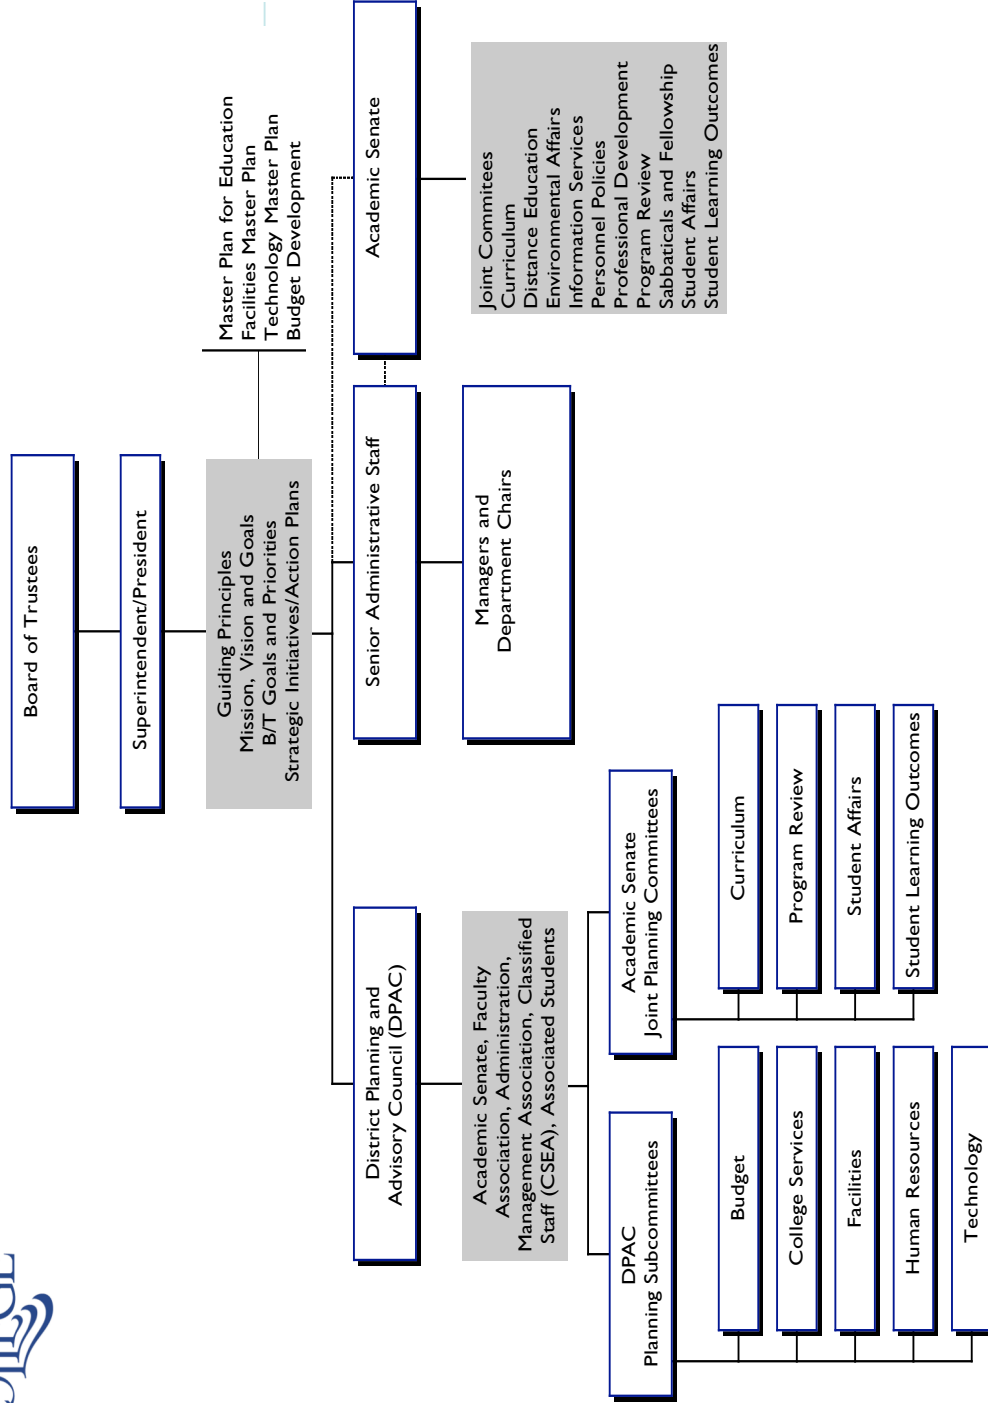 Board of Trustees
Superintendent/President
Guiding Principles
Mission, Vision and Goals
B/T Goals and Priorities
Strategic Initiatives/Action Plans
Master Plan for Education
Facilities Master Plan
Technology Master Plan
Budget Development
District Planning and
Advisory Council (DPAC)
Senior Administrative Staff
Academic Senate
Academic Senate, Faculty
Association, Administration,
Management Association, Classified
Staff (CSEA), Associated Students
Managers and
Department Chairs
Joint Commitees
Curriculum
Distance Education
Environmental Affairs
Information Services
Personnel Policies
Professional Development
Program Review
Sabbaticals and Fellowship
Student Affairs
Student Learning Outcomes
DPAC
Planning Subcommittees
Budget
College Services
Facilities
Human Resources
Technology
Academic Senate
Joint Planning Committees
Curriculum
Program Review
Student Affairs
Student Learning Outcomes